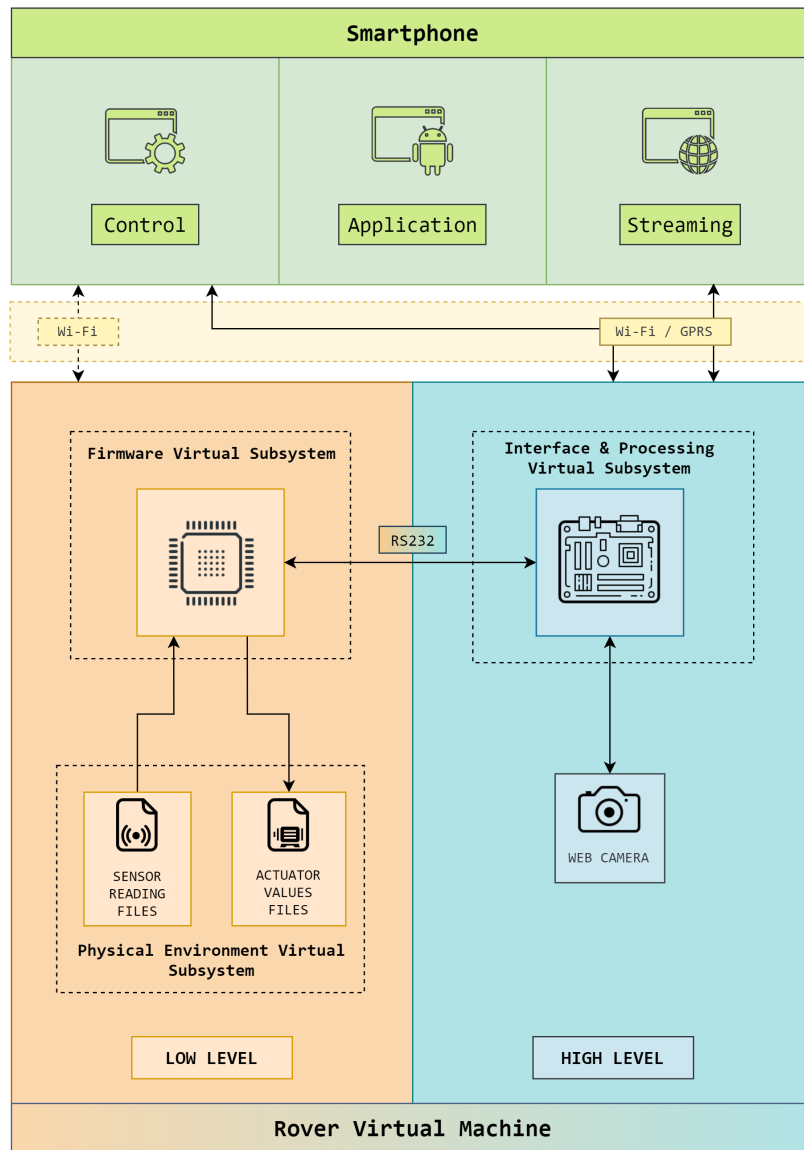 Smartphone
Control
Application
Streaming
Wi-Fi
Wi-Fi / GPRS
Firmware Virtual Subsystem
Interface & Processing
Virtual Subsystem
RS232
SENSOR
READING
FILES
ACTUATOR
VALUES
FILES
WEB CAMERA
Physical Environment Virtual
Subsystem
LOW LEVEL
HIGH LEVEL
Rover Virtual Machine